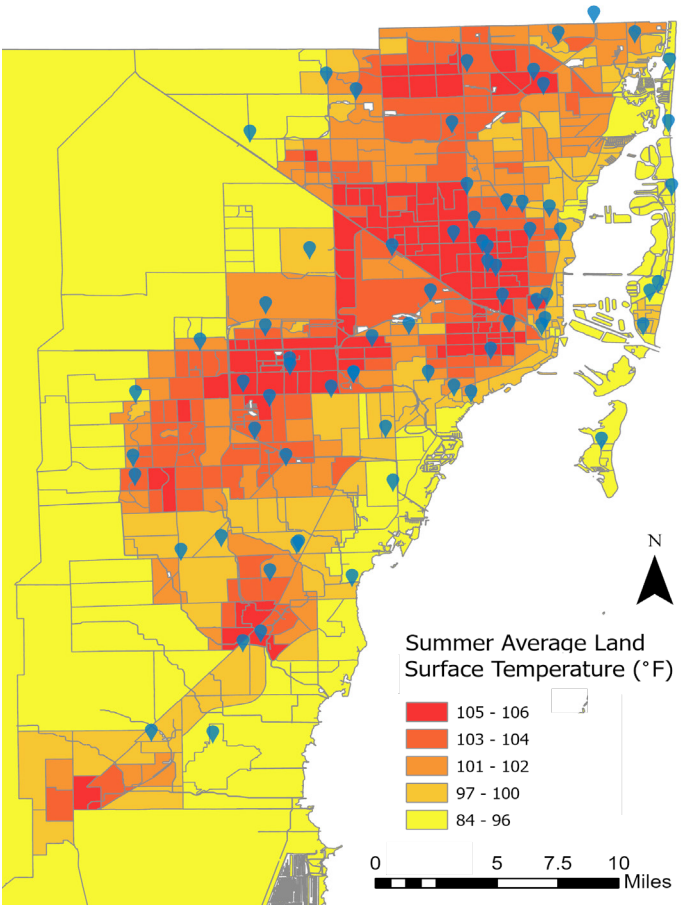 N
Summer Average Land
Surface Temperature (°F)
105 - 106
103 - 104
101 - 102
97 - 100
84 - 96
0 5 7.5 10
Miles